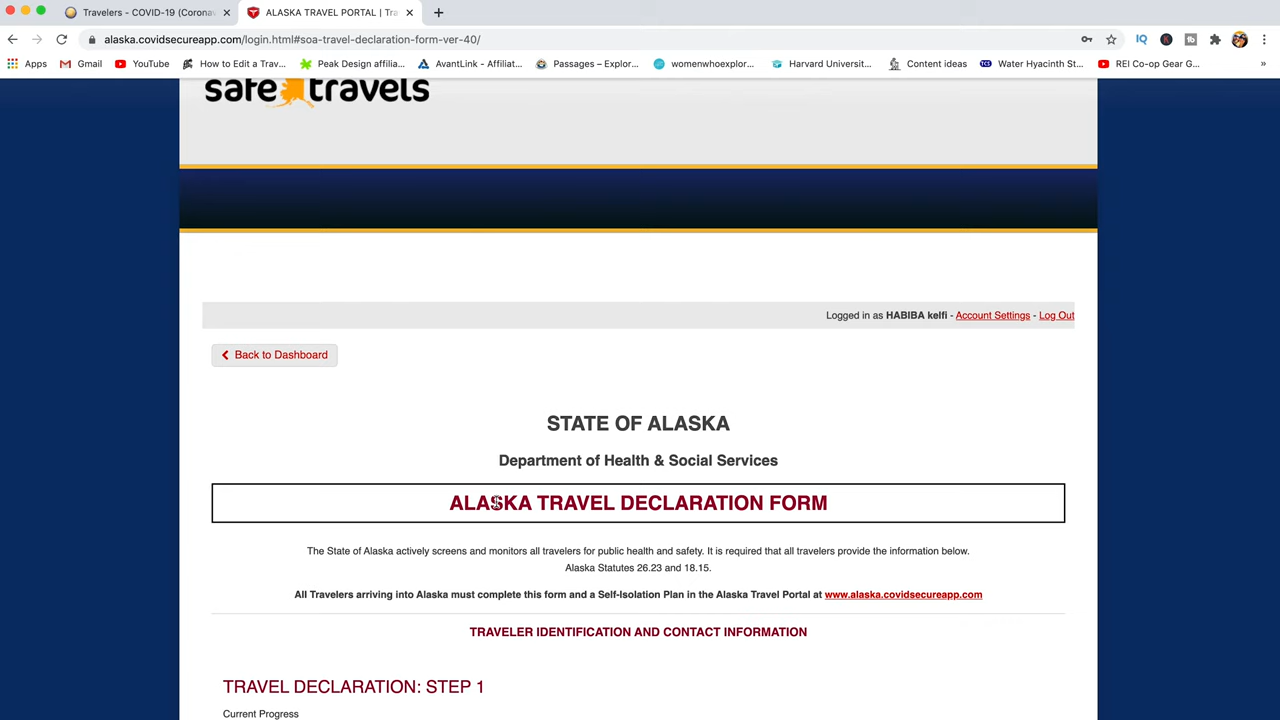 Travelers - COVID-19 (Coronav
ALASKA TRAVEL PORTAL | Tra
alaska.covidsecureapp.com/login.html#soa-travel-declaration-form-ver-40/
Apps Gmail YouTube How to Edit a Trav... Peak Design affilia... AvantLink - Affiliat... Passages – Explor... womenwhoexplor... Harvard Universit... Content ideas Water Hyacinth St... REI Co-op Gear G... »
safe travels
Logged in as HABIBA kelfi - Account Settings - Log Out
Back to Dashboard
STATE OF ALASKA
Department of Health & Social Services
ALASKA TRAVEL DECLARATION FORM
The State of Alaska actively screens and monitors all travelers for public health and safety. It is required that all travelers provide the information below.
Alaska Statutes 26.23 and 18.15.
All Travelers arriving into Alaska must complete this form and a Self-Isolation Plan in the Alaska Travel Portal at www.alaska.covidsecureapp.com
TRAVELER IDENTIFICATION AND CONTACT INFORMATION
TRAVEL DECLARATION: STEP 1
Current Progress